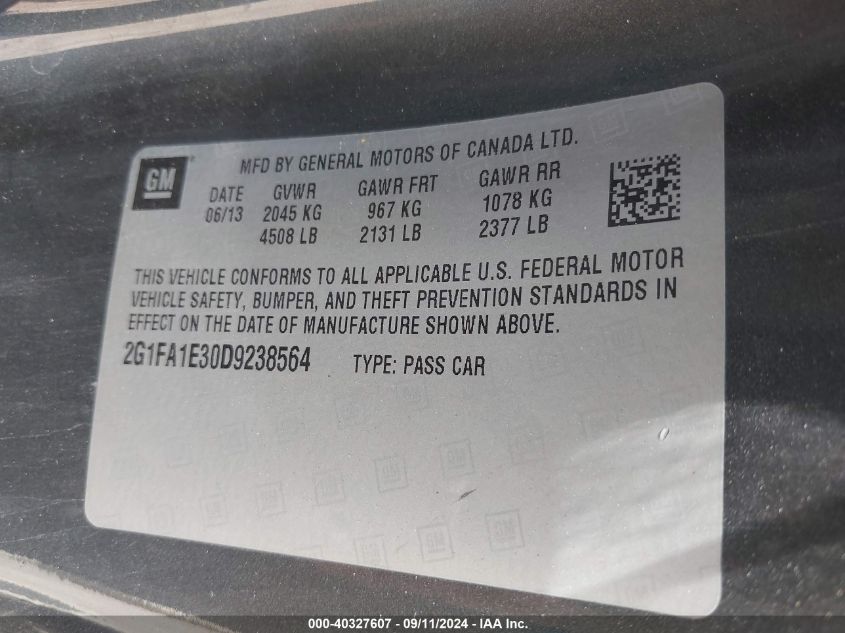 GM
MFD BY GENERAL MOTORS OF CANADA LTD.
DATE GVWR GAWR FRT GAWR RR
06/13 2045 KG 967 KG 1078 KG
4508 LB 2131 LB 2377 LB
THIS VEHICLE CONFORMS TO ALL APPLICABLE U.S. FEDERAL MOTOR
VEHICLE SAFETY, BUMPER, AND THEFT PREVENTION STANDARDS IN
EFFECT ON THE DATE OF MANUFACTURE SHOWN ABOVE.
2G1FA1E30D9238564 TYPE: PASS CAR
000-40327607 - 09/11/2024 - IAA Inc.